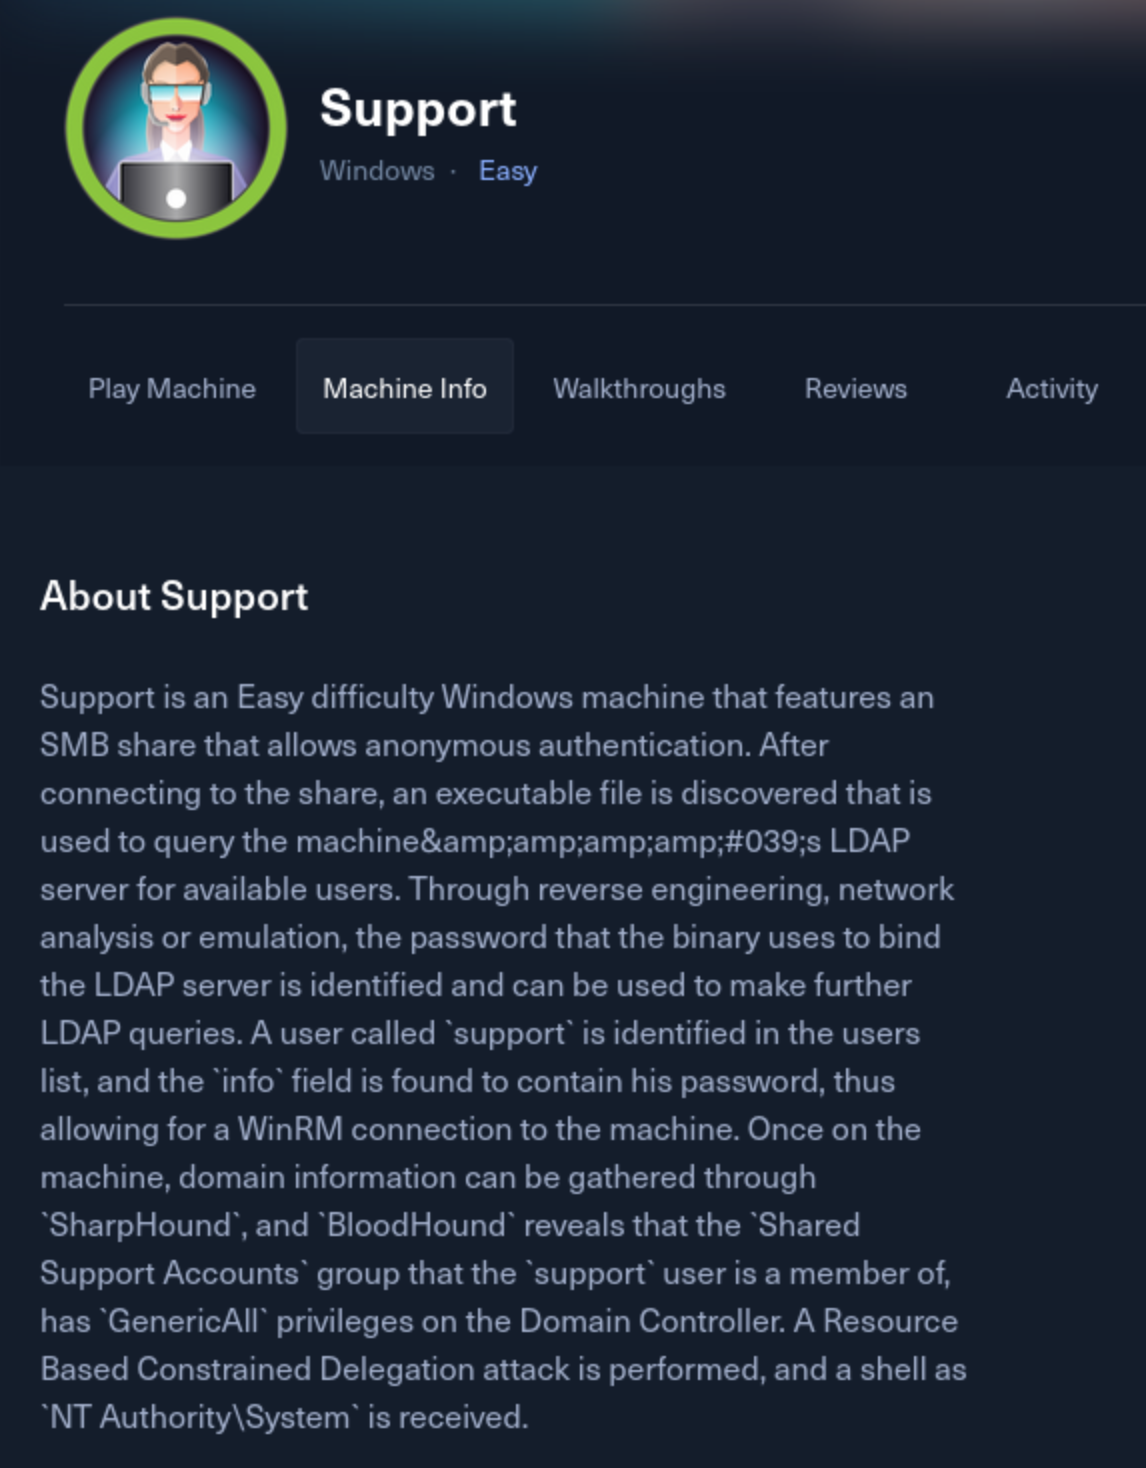 Support
Windows · Easy
Play Machine Machine Info Walkthroughs Reviews Activity
About Support
Support is an Easy difficulty Windows machine that features an
SMB share that allows anonymous authentication. After
connecting to the share, an executable file is discovered that is
used to query the machine&amp;amp;amp;amp;#039;s LDAP
server for available users. Through reverse engineering, network
analysis or emulation, the password that the binary uses to bind
the LDAP server is identified and can be used to make further
LDAP queries. A user called `support` is identified in the users
list, and the `info` field is found to contain his password, thus
allowing for a WinRM connection to the machine. Once on the
machine, domain information can be gathered through
`SharpHound`, and `BloodHound` reveals that the `Shared
Support Accounts` group that the `support` user is a member of,
has `GenericAll` privileges on the Domain Controller. A Resource
Based Constrained Delegation attack is performed, and a shell as
`NT Authority\System` is received.